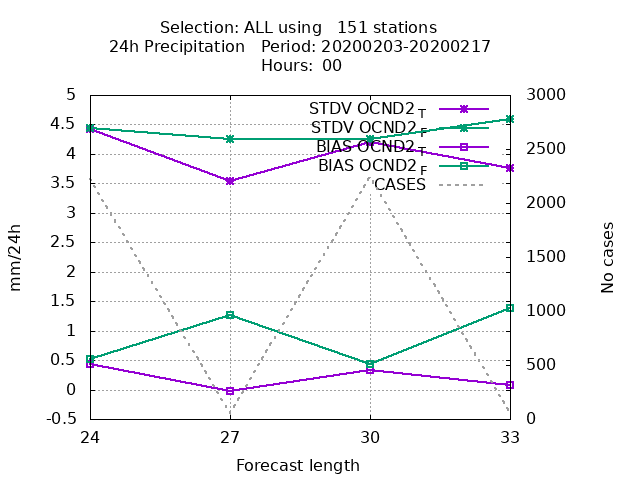 Selection: ALL using 151 stations
24h Precipitation Period: 20200203-20200217
Hours: 00
5
4.5
4
3.5
3
2.5
2
1.5
1
0.5
0
-0.5
mm/24h
STDV OCND2 T
STDV OCND2 F
BIAS OCND2 T
BIAS OCND2 F
CASES
3000
2500
2000
1500
1000
500
0
No cases
24 27 30 33
Forecast length